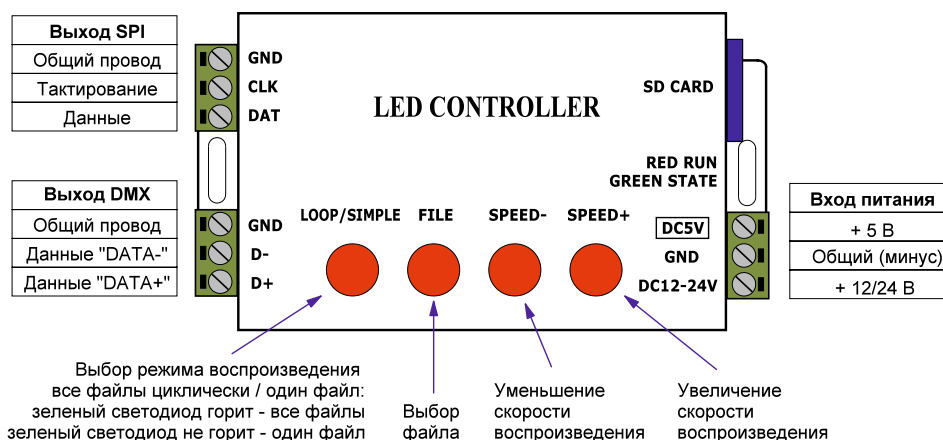 Выход SPI
Общий провод
Тактирование
Данные
GND
CLK
DAT
LED CONTROLLER
SD CARD
RED RUN
GREEN STATE
Выход DMX
Общий провод
Данные "DATA-"
Данные "DATA+"
GND
D-
D+
LOOP/SIMPLE
FILE
SPEED-
SPEED+
DC5V
GND
DC12-24V
Вход питания
+ 5 В
Общий (минус)
+ 12/24 В
Выбор режима воспроизведения
все файлы циклически / один файл:
зеленый светодиод горит - все файлы
зеленый светодиод не горит - один файл
Выбор
файла
Уменьшение
скорости
воспроизведения
Увеличение
скорости
воспроизведения